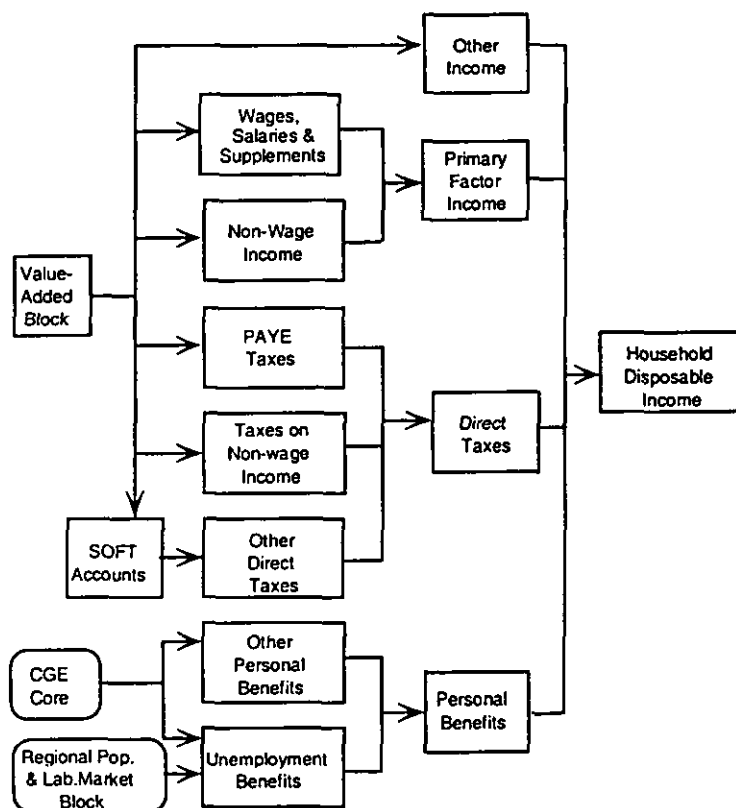 Other
Income
Wages,
Salaries &
Supplements
Primary
Factor
Income
Non-Wage
Income
Value-
Added
Block
PAYE
Taxes
Household
Disposable
Income
Direct
Taxes
Taxes on
Non-wage
Income
SOFT
Accounts
Other
Direct
Taxes
Other
Personal
Benefits
CGE
Core
Personal
Benefits
Regional Pop.
& Lab.Market
Block
Unemployment
Benefits